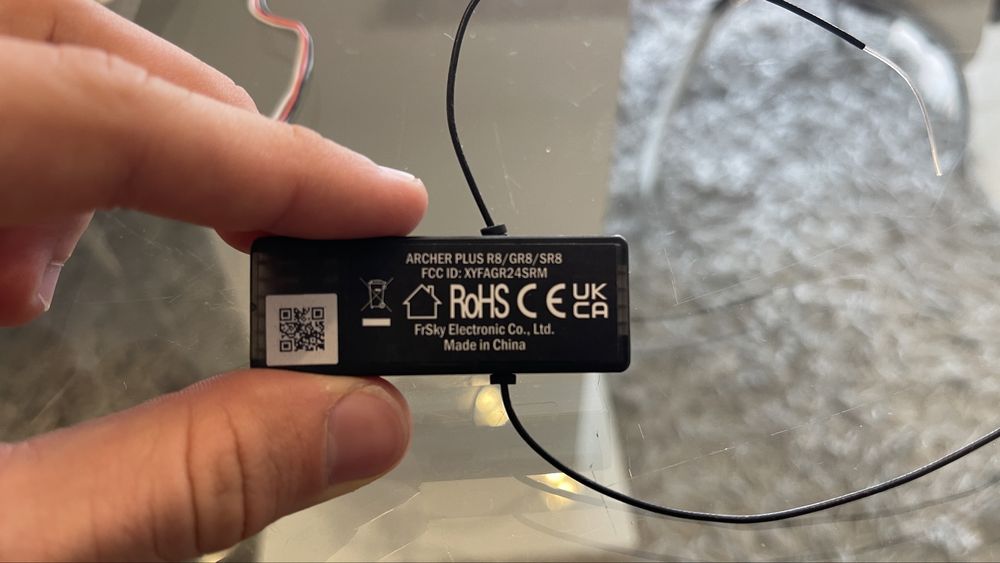 ARCHER PLUS R8/GR8/SR8
FCC ID: XYFAGR24SRM
RoHS CE UK
CA
FrSky Electronic Co., Ltd.
Made in China